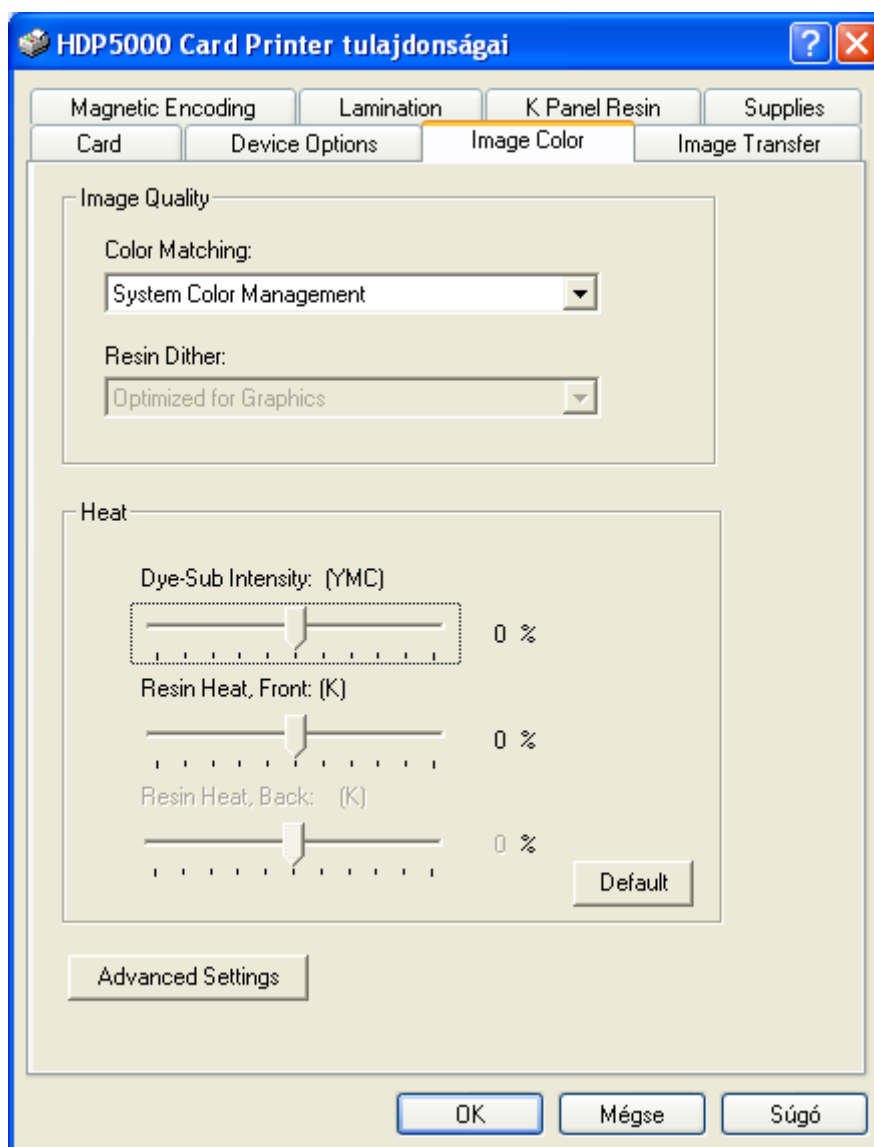 HDP5000 Card Printer tulajdonságai
Magnetic Encoding Lamination K Panel Resin Supplies
Card Device Options Image Color Image Transfer
Image Quality
Color Matching:
System Color Management
Resin Dither:
Optimized for Graphics
Heat
Dye-Sub Intensity: (YMC)
0 %
Resin Heat, Front: (K)
0 %
Resin Heat, Back: (K)
0 %
Default
Advanced Settings
OK Mégse Súgó